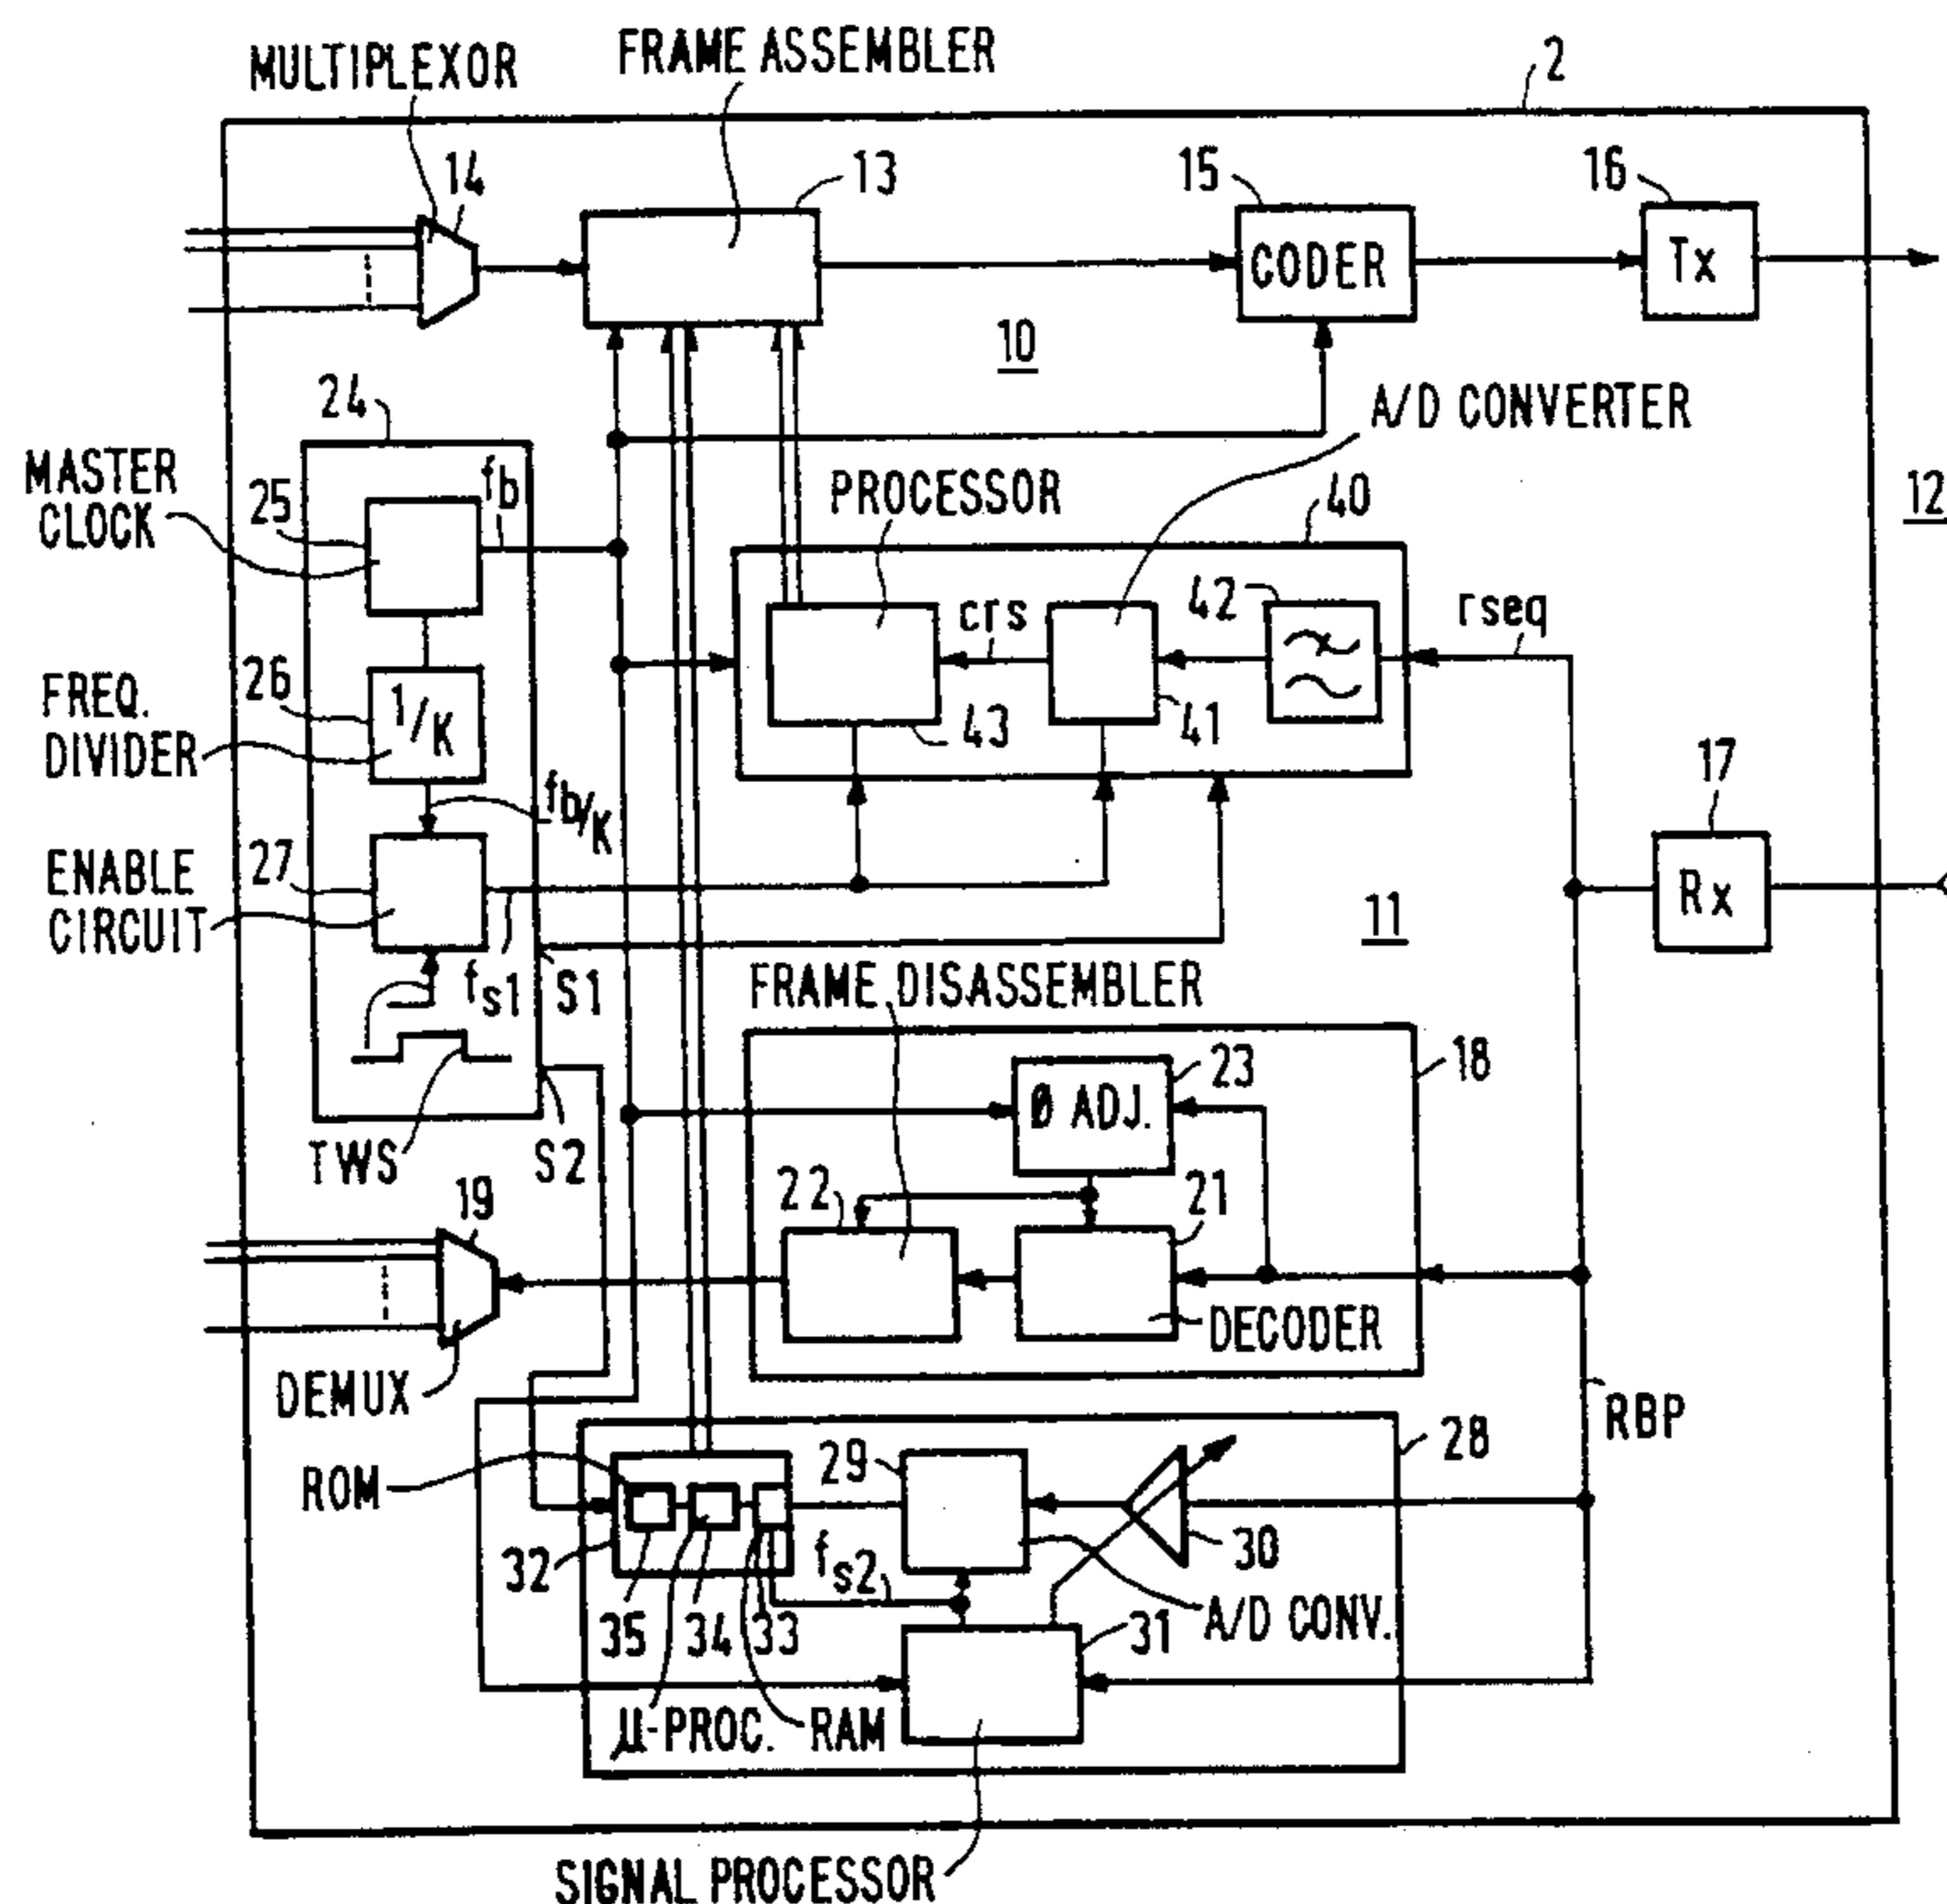 MULTIPLEXOR
FRAME ASSEMBLER
2
14
13
15
16
CODER
Tx
10
24
A/D CONVERTER
MASTER
CLOCK
25
fb
PROCESSOR
40
12
42
rseq
crs
FREQ.
DIVIDER
26
1/K
43
41
17
fb/K
ENABLE
CIRCUIT
27
Rx
11
fs1
S1
FRAME DISASSEMBLER
23
18
Ø ADJ.
TWS
S2
19
22
21
DECODER
DEMUX
RBP
ROM
29
28
32
fs2
30
35
34
33
31
A/D CONV.
µ-PROC.
RAM
SIGNAL PROCESSOR